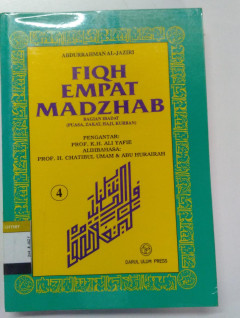 ABDURRAHMAN AL-JAZIRI
FIQH
EMPAT
MADZHAB
BAGIAN IBADAT
(PUASA, ZAKAT, HAJI, KURBAN)
PENGANTAR:
PROF. K.H. ALI YAFIE
ALIHBAHASA:
PROF. H. CHATIBUL UMAM & ABU HURAIRAH
4
DARUL ULUM PRESS